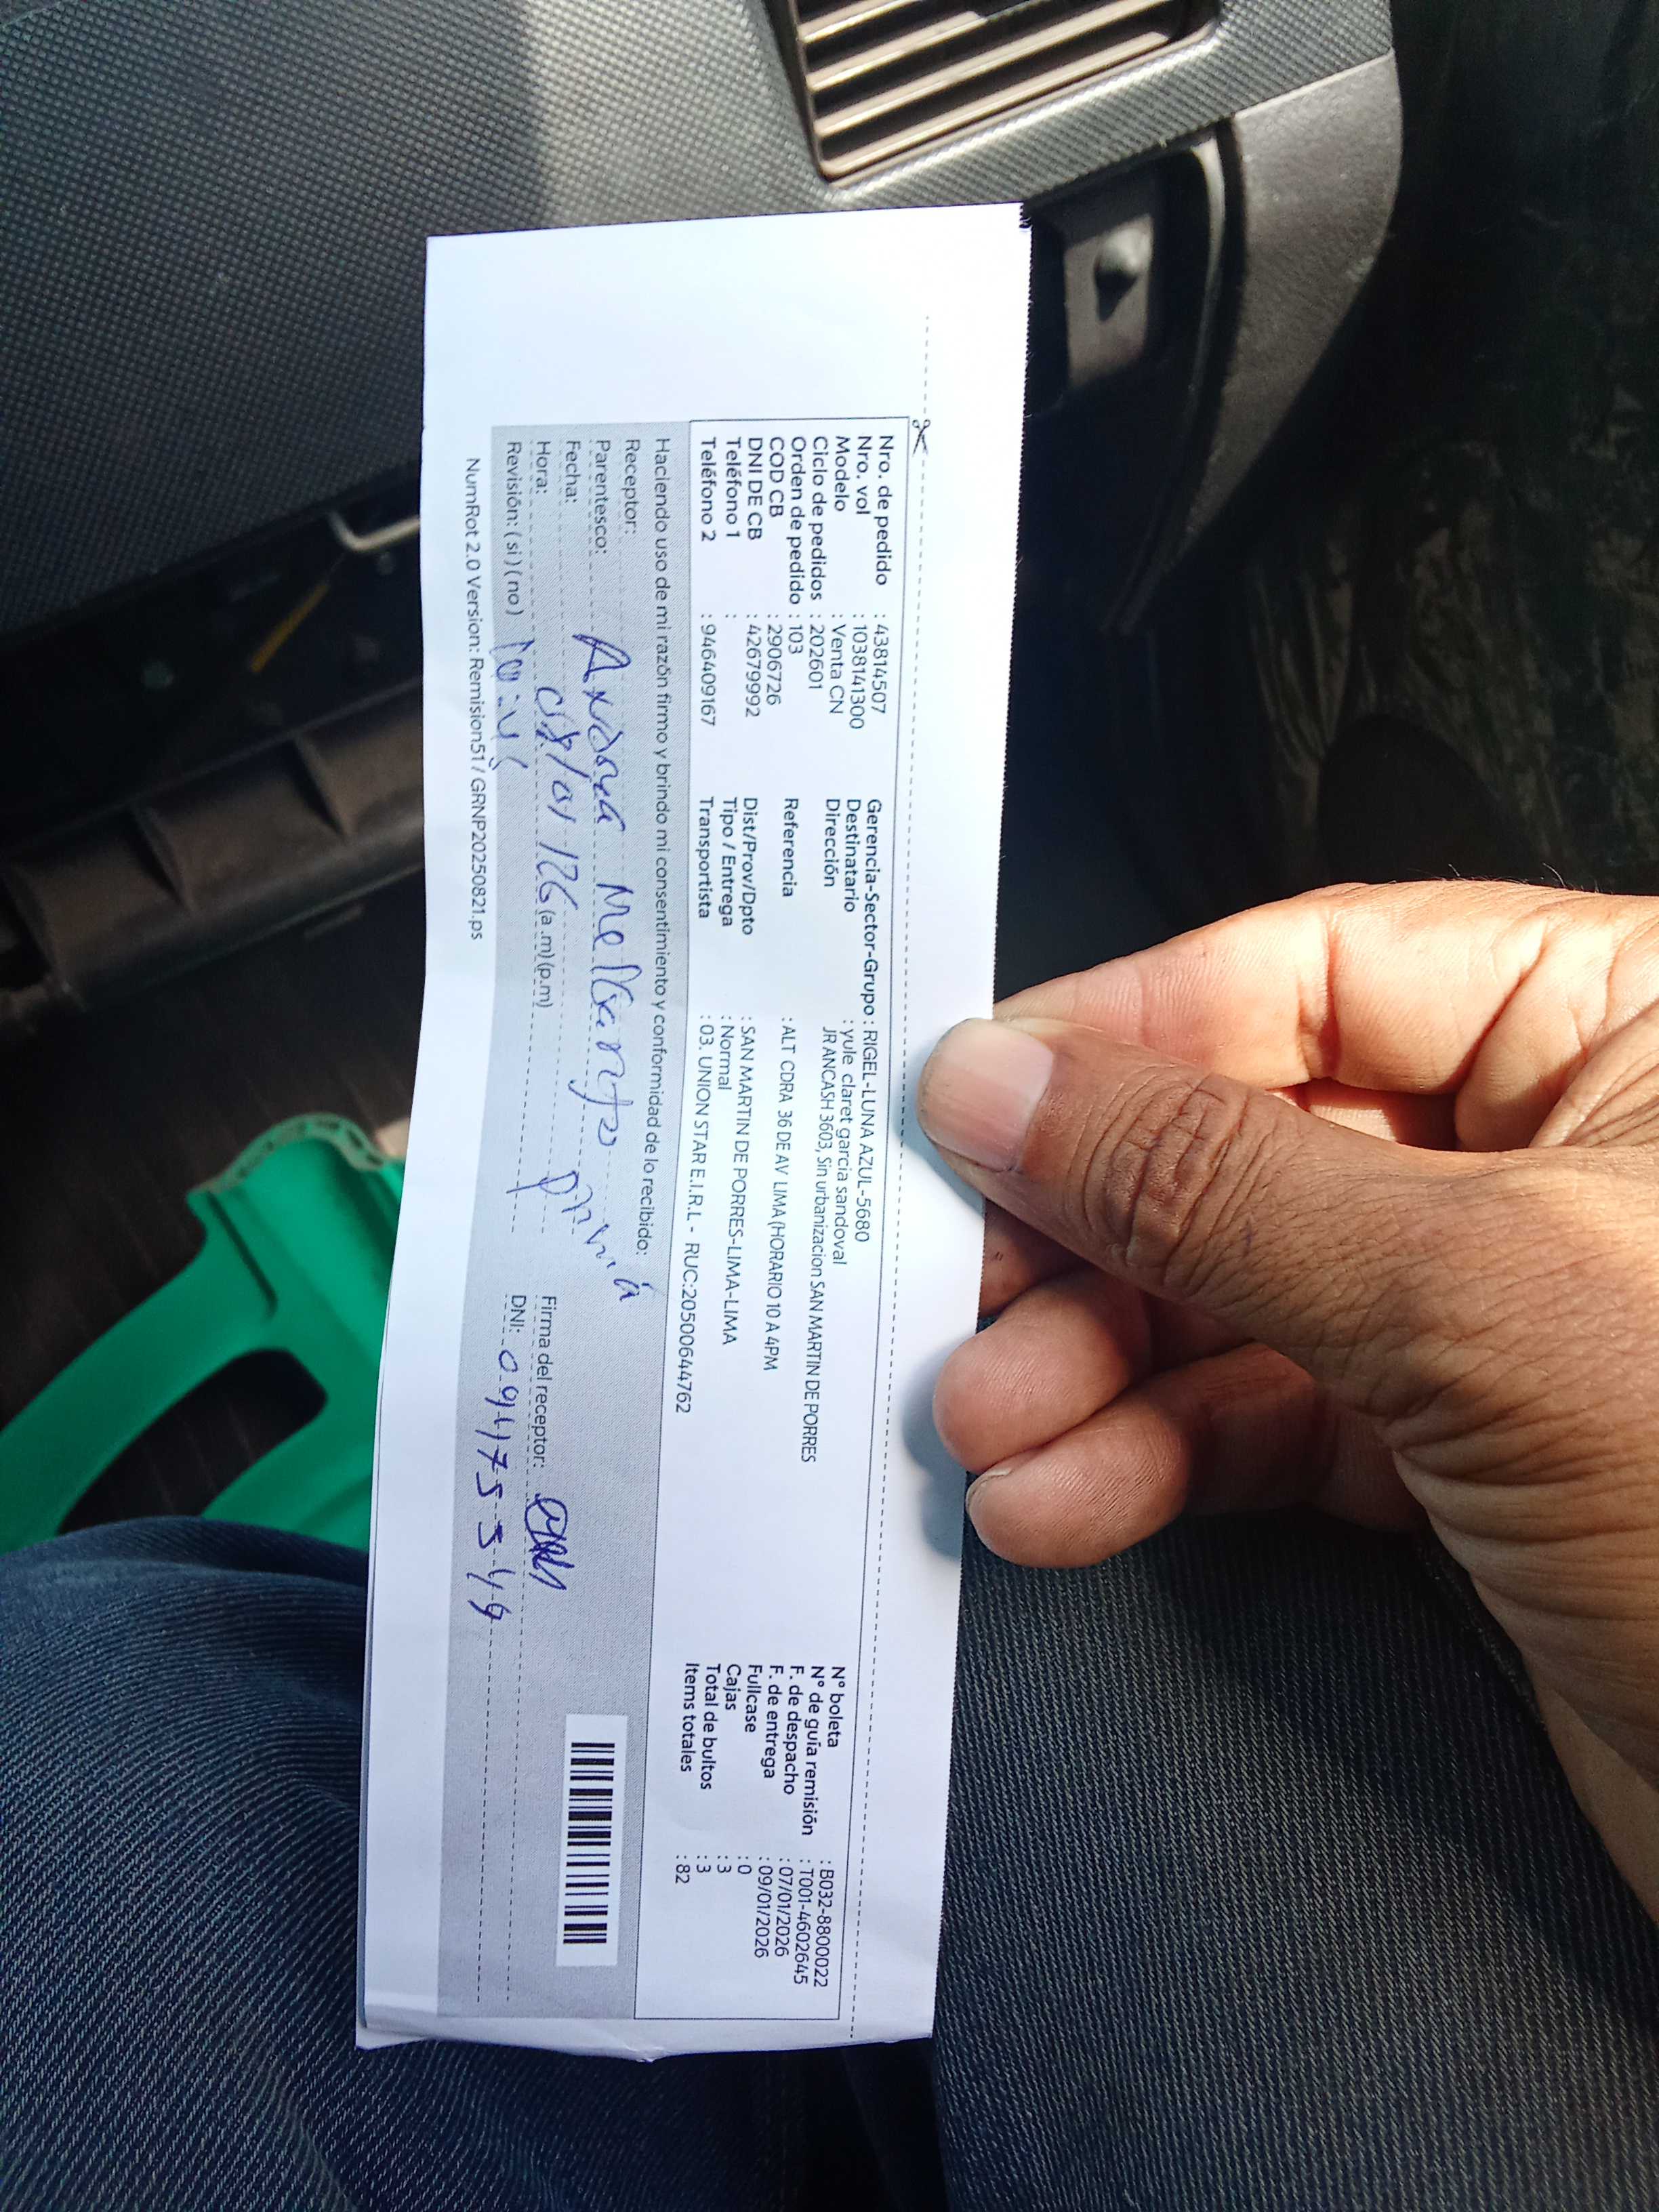 Nro. de pedido : 43814507
Nro. vol : 1038141300
Modelo : Venta CN
Ciclo de pedidos : 202601
Orden de pedido : 103
COD CB : 2906726
DNI DE CB : 42679992
Teléfono 1 :
Teléfono 2 : 946409167
Gerencia-Sector-Grupo : RIGEL-LUNA AZUL-5680
Destinatario : yule claret garcia sandoval
Dirección JR ANCASH 3603, Sin urbanizacion SAN MARTIN DE PORRES
Referencia : ALT CDRA 36 DE AV LIMA (HORARIO 10 A 4PM
Dist/Prov/Dpto : SAN MARTIN DE PORRES-LIMA-LIMA
Tipo / Entrega : Normal
Transportista : 03. UNION STAR E.I.R.L - RUC:20500644762
N° boleta : B032-8800022
N° de guía remisión : T001-4602645
F. de despacho : 07/01/2026
F. de entrega : 09/01/2026
Fullcase : 0
Cajas : 3
Total de bultos : 3
Items totales : 82
Haciendo uso de mi razón firmo y brindo mi consentimiento y conformidad de lo recibido:
Receptor:
Parentesco:
Fecha:
Hora: (a.m) (p.m)
Revisión: (si) (no)
Firma del receptor:
DNI:
NumRot 2.0 Version: Remision51 / GRNP20250821.ps